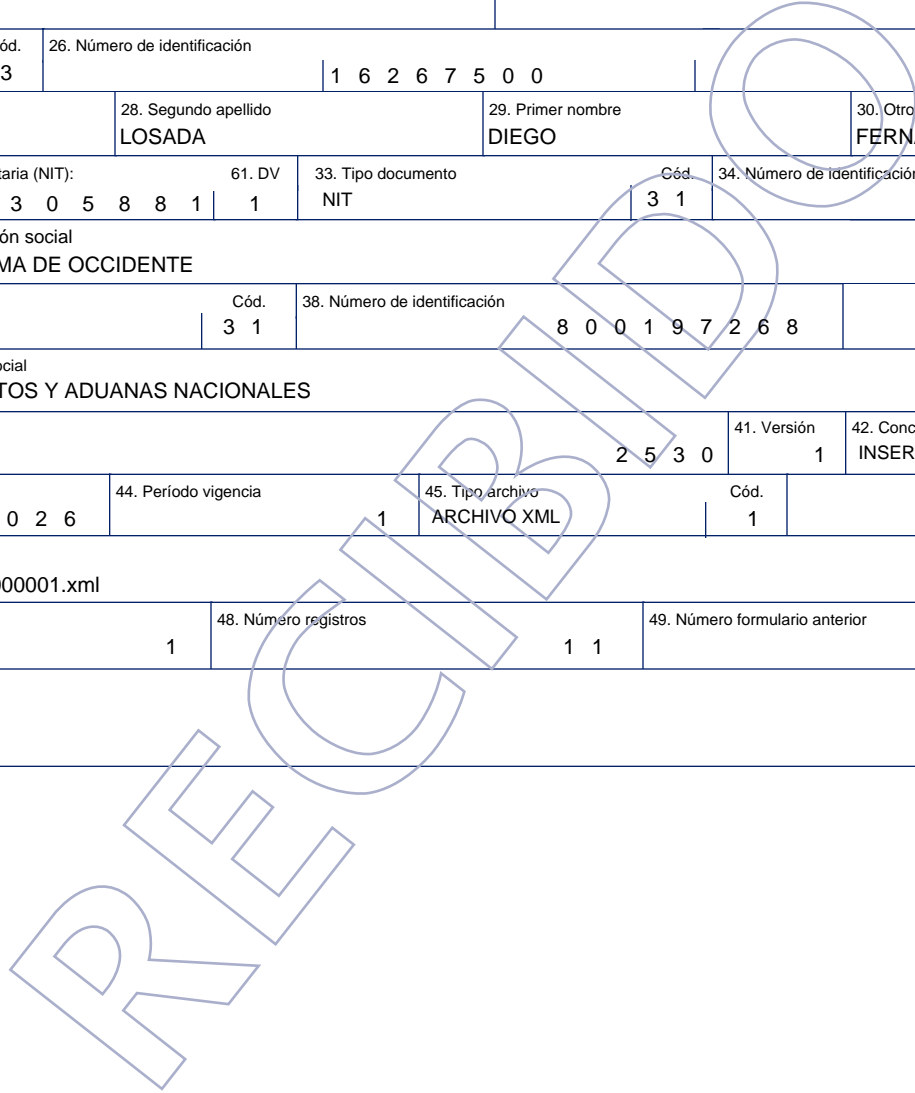 ód. 26. Número de identificación
3 1 6 2 6 7 5 0 0
28. Segundo apellido 29. Primer nombre 30. Otro
LOSADA DIEGO FERNA
taria (NIT): 61. DV 33. Tipo documento Cód. 34. Número de identificación
3 0 5 8 8 1 1 NIT 3 1
ón social
MA DE OCCIDENTE
Cód. 38. Número de identificación
3 1 8 0 0 1 9 7 2 6 8
ocial
TOS Y ADUANAS NACIONALES
41. Versión 42. Conc
2 5 3 0 1 INSER
44. Período vigencia 45. Tipo archivo Cód.
0 2 6 1 ARCHIVO XML 1
000001.xml
48. Número registros 49. Número formulario anterior
1 1 1
RECIBIDO